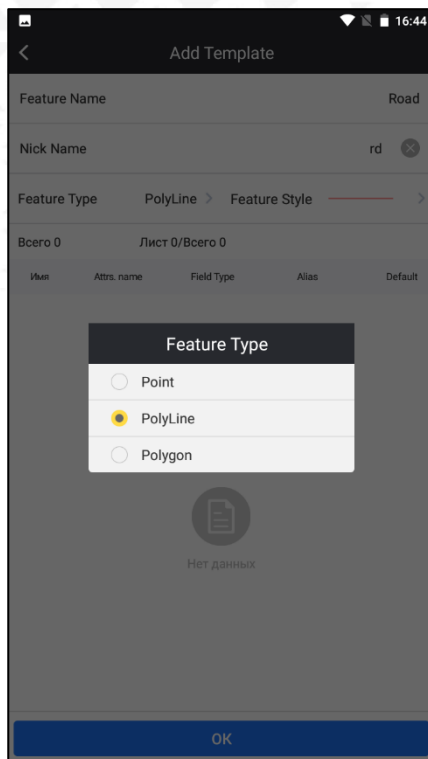 16:44
Add Template
Feature Name Road
Nick Name rd
Feature Type PolyLine Feature Style
Всего 0 Лист 0/Всего 0
Имя Attrs. name Field Type Alias Default
Feature Type
Point
PolyLine
Polygon
Нет данных
OK